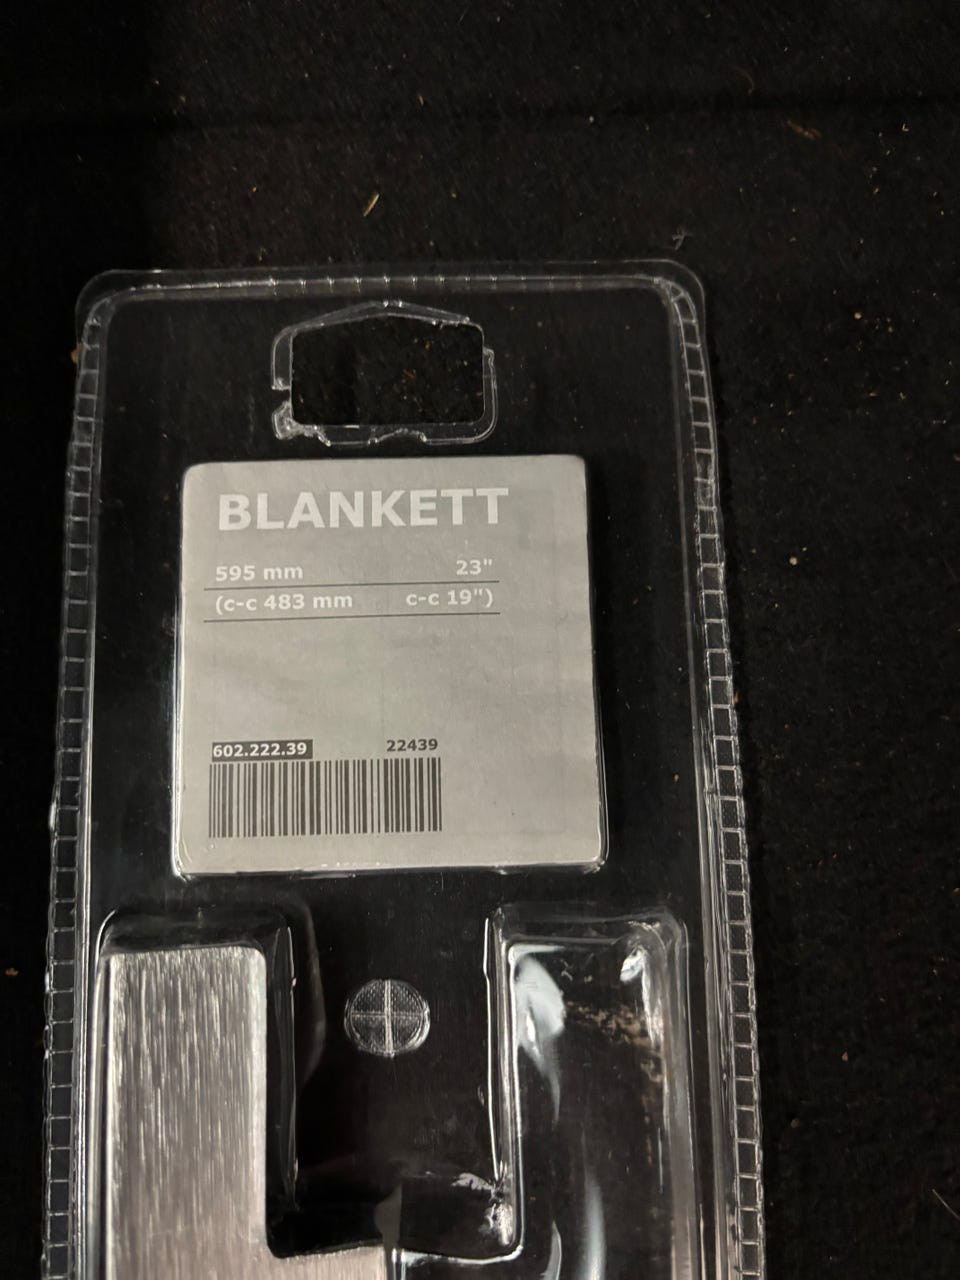 BLANKETT
595 mm 23"
(c-c 483 mm c-c 19")
602.222.39 22439